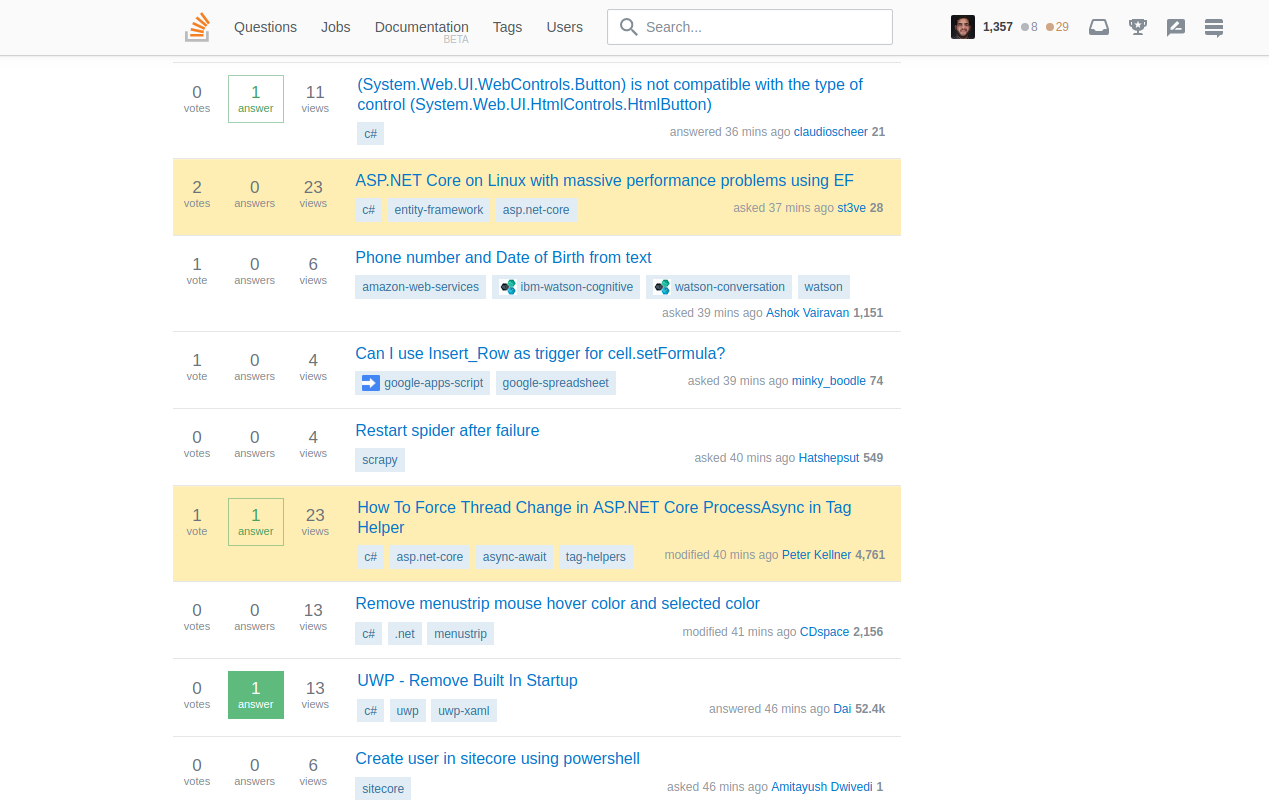 Questions Jobs Documentation Tags Users Search... 1,357 8 29
BETA
0 votes 1 answer 11 views
(System.Web.UI.WebControls.Button) is not compatible with the type of
control (System.Web.UI.HtmlControls.HtmlButton)
c# answered 36 mins ago claudioscheer 21
2 votes 0 answers 23 views
ASP.NET Core on Linux with massive performance problems using EF
c# entity-framework asp.net-core asked 37 mins ago st3ve 28
1 vote 0 answers 6 views
Phone number and Date of Birth from text
amazon-web-services ibm-watson-cognitive watson-conversation watson
asked 39 mins ago Ashok Vairavan 1,151
1 vote 0 answers 4 views
Can I use Insert_Row as trigger for cell.setFormula?
google-apps-script google-spreadsheet asked 39 mins ago minky_boodle 74
0 votes 0 answers 4 views
Restart spider after failure
scrapy asked 40 mins ago Hatshepsut 549
1 vote 1 answer 23 views
How To Force Thread Change in ASP.NET Core ProcessAsync in Tag
Helper
c# asp.net-core async-await tag-helpers modified 40 mins ago Peter Kellner 4,761
0 votes 0 answers 13 views
Remove menustrip mouse hover color and selected color
c# .net menustrip modified 41 mins ago CDspace 2,156
0 votes 1 answer 13 views
UWP - Remove Built In Startup
c# uwp uwp-xaml answered 46 mins ago Dai 52.4k
0 votes 0 answers 6 views
Create user in sitecore using powershell
sitecore asked 46 mins ago Amitayush Dwivedi 1